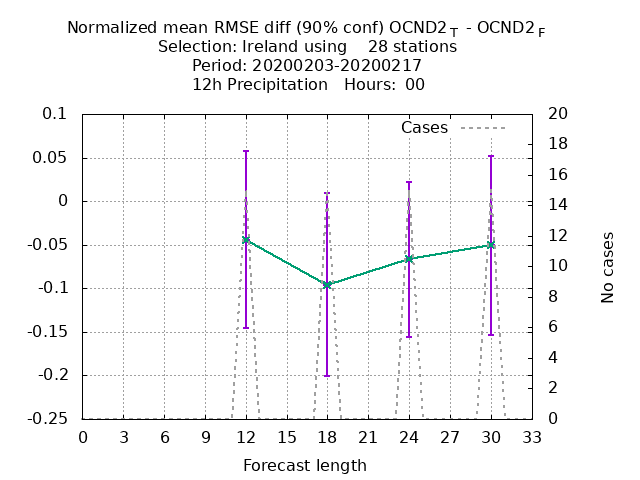 Normalized mean RMSE diff (90% conf) OCND2 T - OCND2 F
Selection: Ireland using 28 stations
Period: 20200203-20200217
12h Precipitation Hours: 00
Cases
0.1
0.05
0
-0.05
-0.1
-0.15
-0.2
-0.25
20
18
16
14
12
10
8
6
4
2
0
No cases
0 3 6 9 12 15 18 21 24 27 30 33
Forecast length